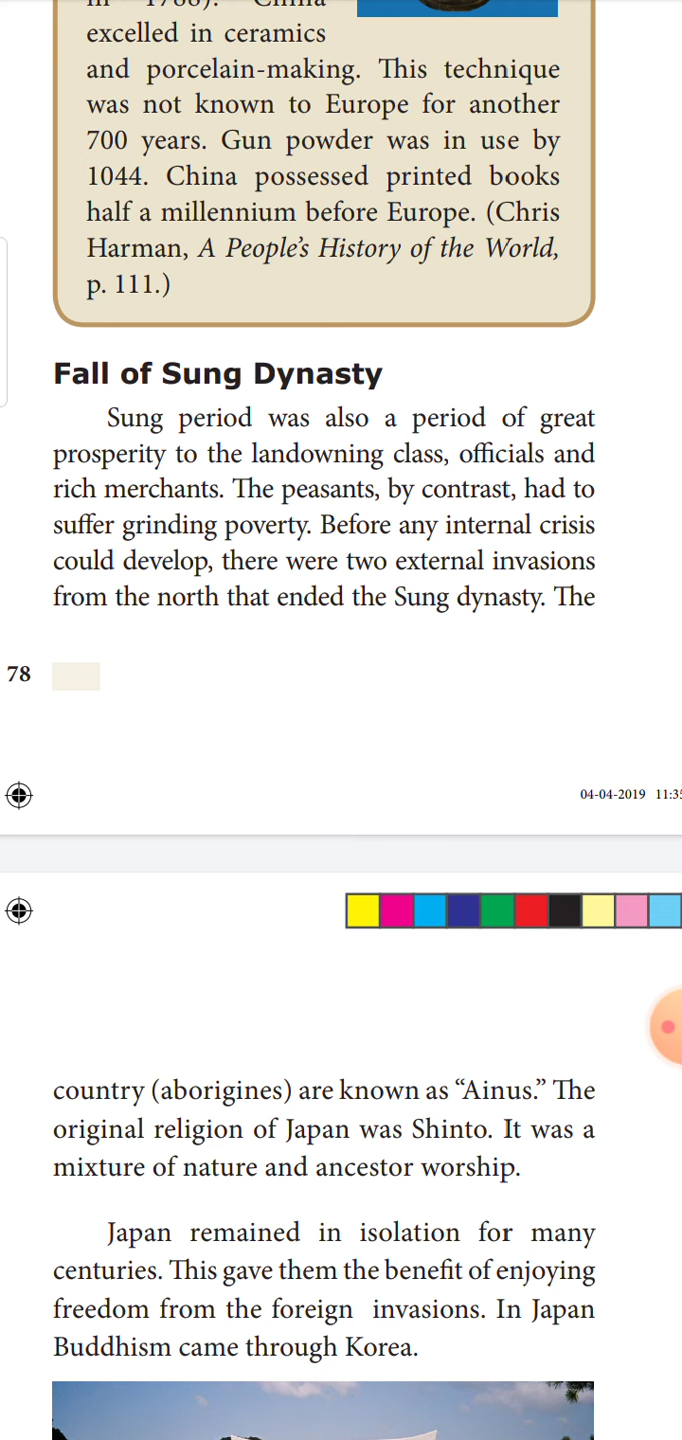 excelled in ceramics
and porcelain-making. This technique
was not known to Europe for another
700 years. Gun powder was in use by
1044. China possessed printed books
half a millennium before Europe. (Chris
Harman, A People's History of the World,
p. 111.)
Fall of Sung Dynasty
Sung period was also a period of great
prosperity to the landowning class, officials and
rich merchants. The peasants, by contrast, had to
suffer grinding poverty. Before any internal crisis
could develop, there were two external invasions
from the north that ended the Sung dynasty. The
78
04-04-2019
country (aborigines) are known as “Ainus.” The
original religion of Japan was Shinto. It was a
mixture of nature and ancestor worship.
Japan remained in isolation for many
centuries. This gave them the benefit of enjoying
freedom from the foreign invasions. In Japan
Buddhism came through Korea.